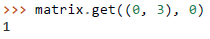 >>> matrix.get((0, 3), 0)
1